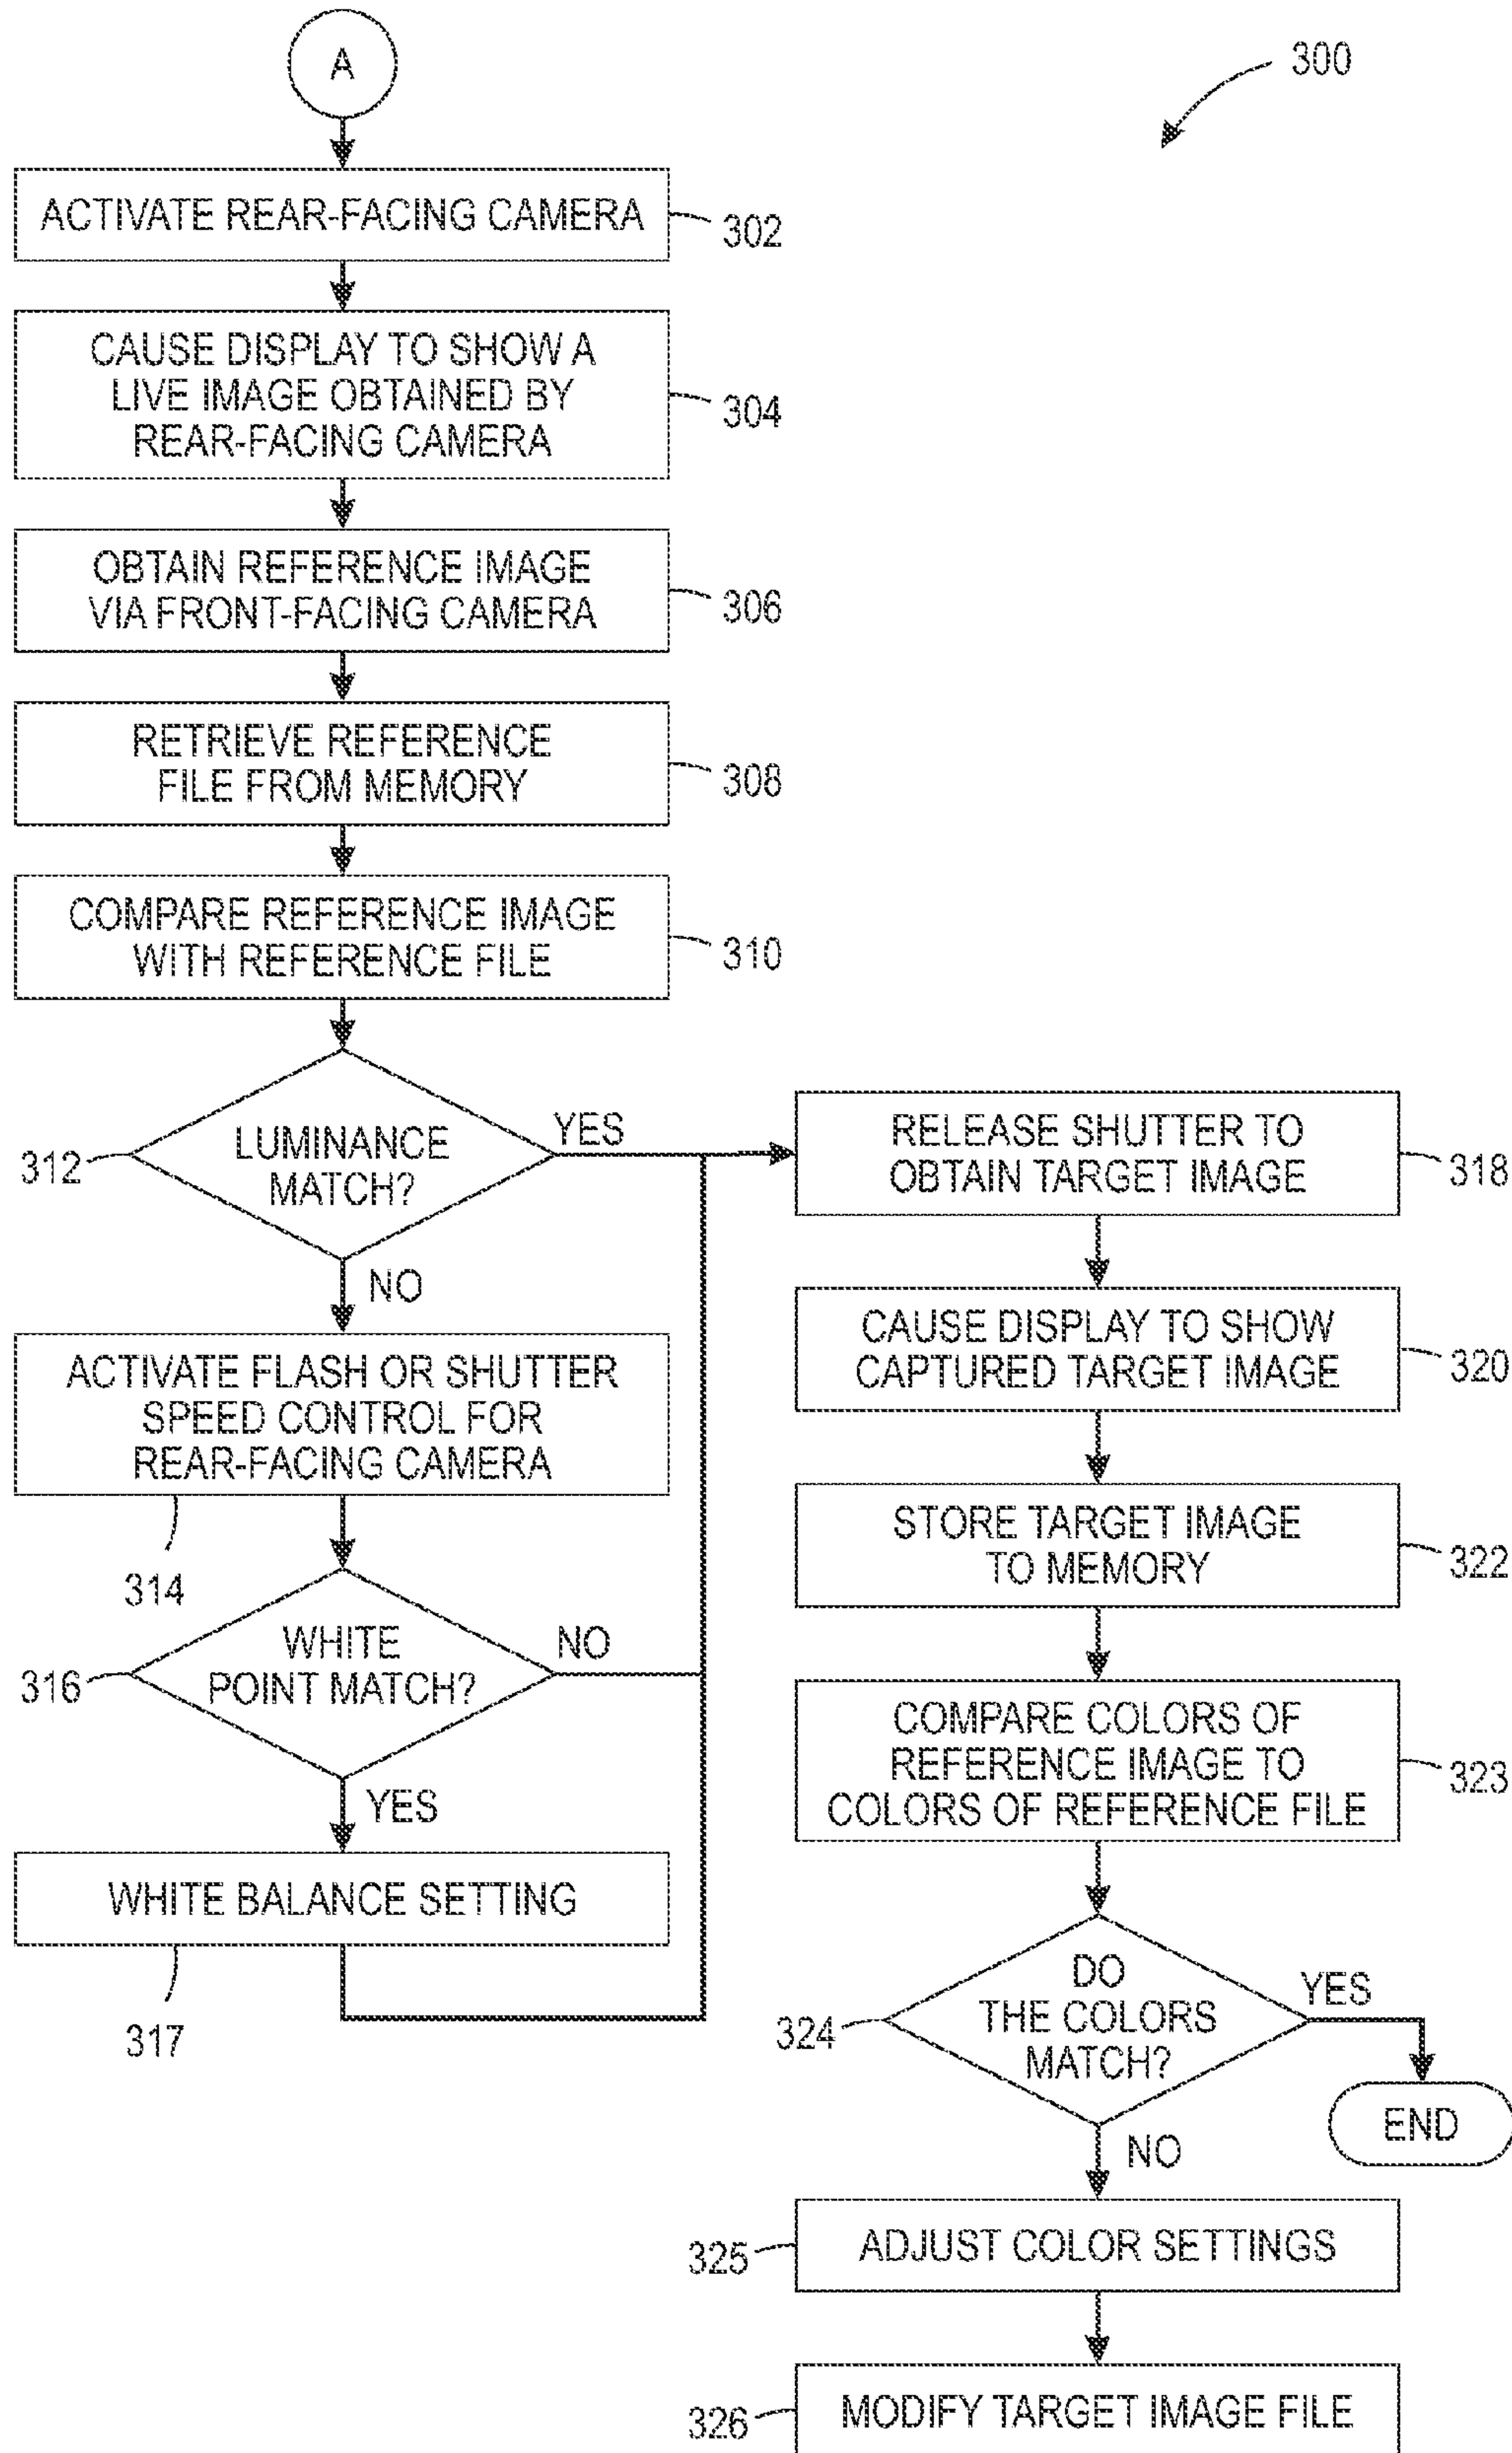 A
300
ACTIVATE REAR-FACING CAMERA
302
CAUSE DISPLAY TO SHOW A
LIVE IMAGE OBTAINED BY
REAR-FACING CAMERA
304
OBTAIN REFERENCE IMAGE
VIA FRONT-FACING CAMERA
306
RETRIEVE REFERENCE
FILE FROM MEMORY
308
COMPARE REFERENCE IMAGE
WITH REFERENCE FILE
310
LUMINANCE
MATCH?
312
YES
NO
ACTIVATE FLASH OR SHUTTER
SPEED CONTROL FOR
REAR-FACING CAMERA
314
WHITE
POINT MATCH?
316
NO
YES
WHITE BALANCE SETTING
317
RELEASE SHUTTER TO
OBTAIN TARGET IMAGE
318
CAUSE DISPLAY TO SHOW
CAPTURED TARGET IMAGE
320
STORE TARGET IMAGE
TO MEMORY
322
COMPARE COLORS OF
REFERENCE IMAGE TO
COLORS OF REFERENCE FILE
323
DO
THE COLORS
MATCH?
324
YES
END
NO
ADJUST COLOR SETTINGS
325
MODIFY TARGET IMAGE FILE
326